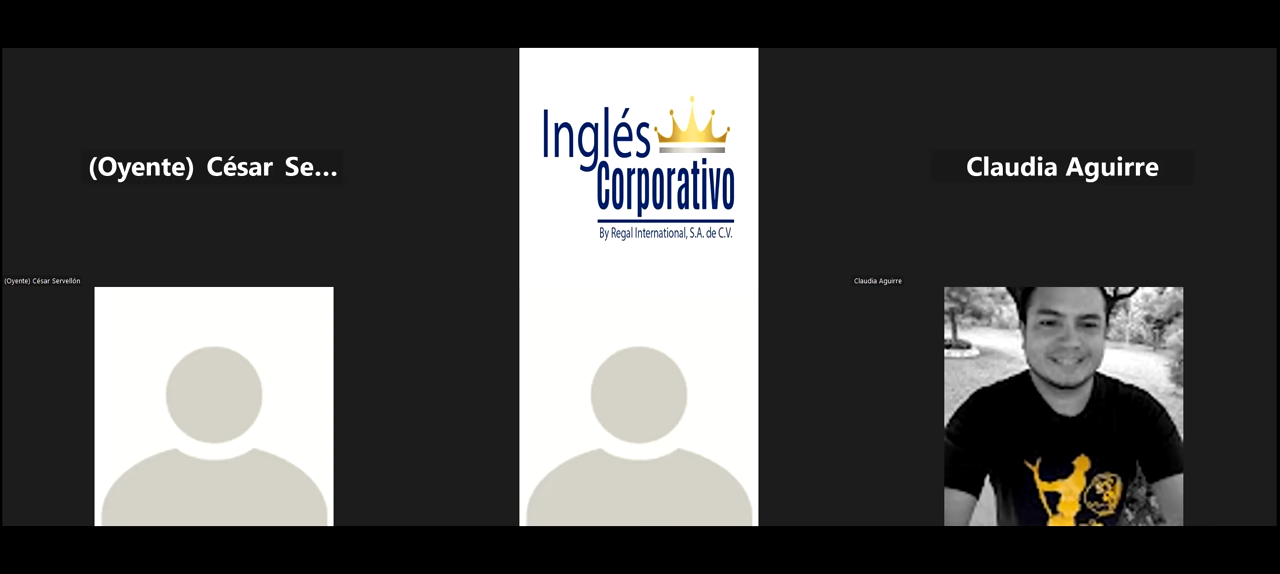 (Oyente) César Se...
Inglés
Corporativo
By Regal International, S.A. de C.V.
Claudia Aguirre
(Oyente) César Servellón
Claudia Aguirre